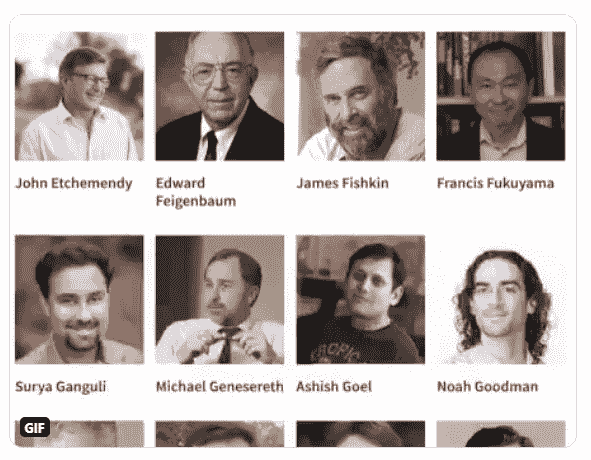 John Etchemendy
Edward
Feigenbaum
James Fishkin
Francis Fukuyama
Surya Ganguli
Michael Genesereth
Ashish Goel
Noah Goodman
GIF